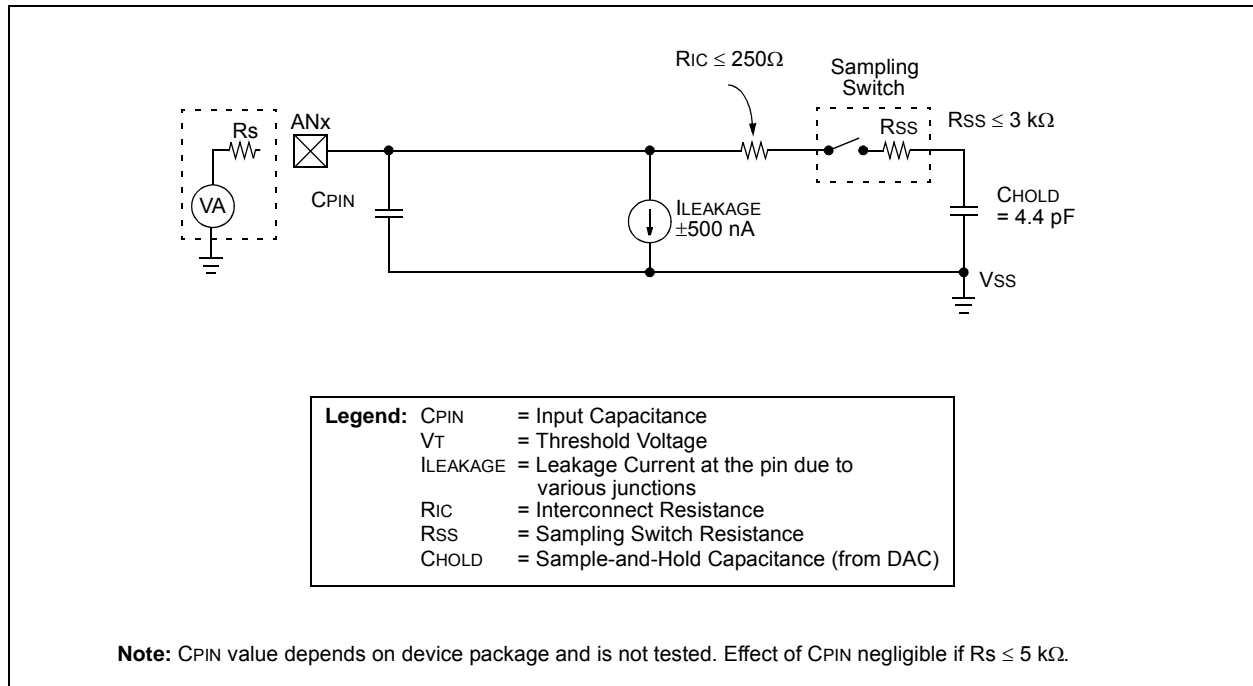 RIC ≤ 250Ω
Sampling
Switch
Rs
ANx
RSS
RSS ≤ 3 kΩ
VA
CPIN
ILEAKAGE
±500 nA
CHOLD
= 4.4 pF
VSS
Legend: CPIN = Input Capacitance
VT = Threshold Voltage
ILEAKAGE = Leakage Current at the pin due to
various junctions
RIC = Interconnect Resistance
RSS = Sampling Switch Resistance
CHOLD = Sample-and-Hold Capacitance (from DAC)
Note: CPIN value depends on device package and is not tested. Effect of CPIN negligible if Rs ≤ 5 kΩ.